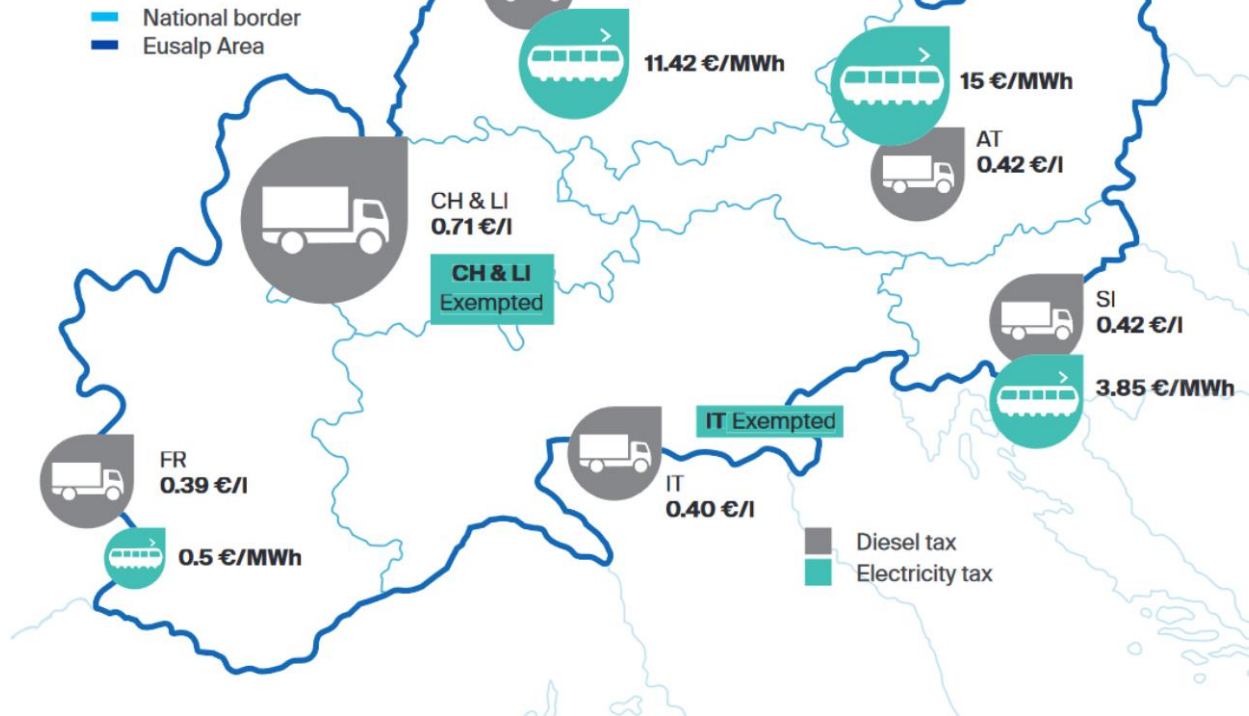 National border
Eusalp Area
11.42 €/MWh
15 €/MWh
AT
0.42 €/l
CH & LI
0.71 €/l
CH & LI
Exempted
SI
0.42 €/l
3.85 €/MWh
IT Exempted
FR
0.39 €/l
IT
0.40 €/l
0.5 €/MWh
Diesel tax
Electricity tax